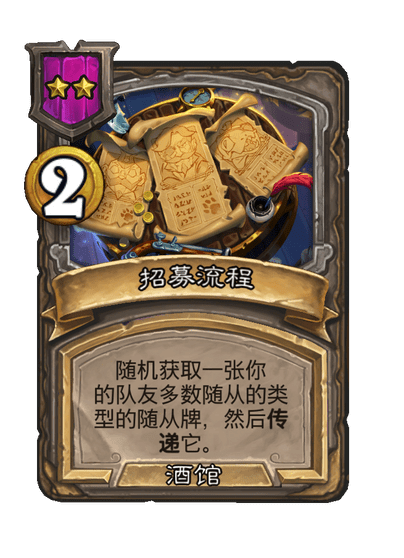 2
招募流程
随机获取一张你
的队友多数随从的类
型的随从牌，然后传
递它。
酒馆